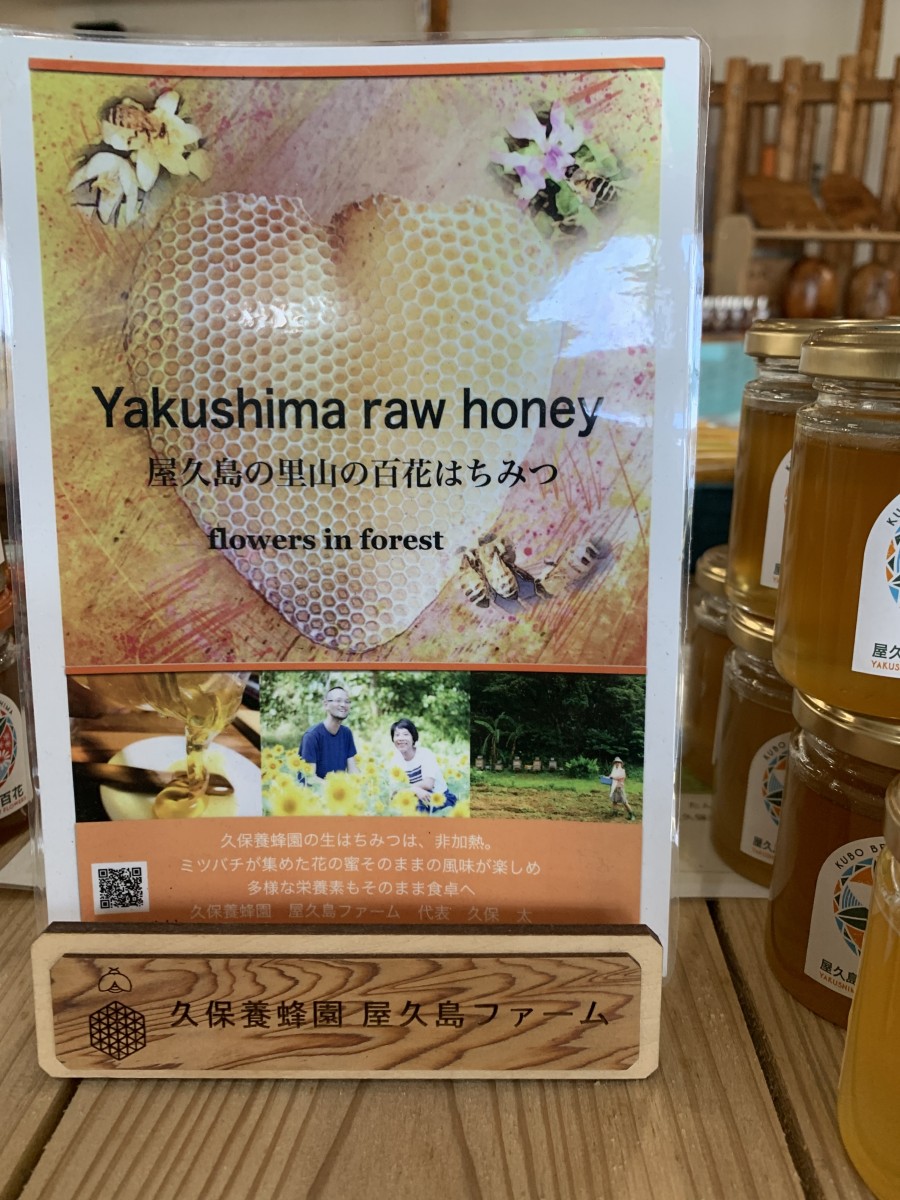 Yakushima raw honey
屋久島の里山の百花はちみつ
flowers in forest
久保養蜂園の生はちみつは、非加熱。
ミツバチが集めた花の蜜そのままの風味が楽しめ
多様な栄養素もそのまま食卓へ
久保養蜂園 屋久島ファーム 代表 久保 太
久保養蜂園 屋久島ファーム
百花
KUBO BE
屋久島
YAKUSHI
屋久
YAKUS